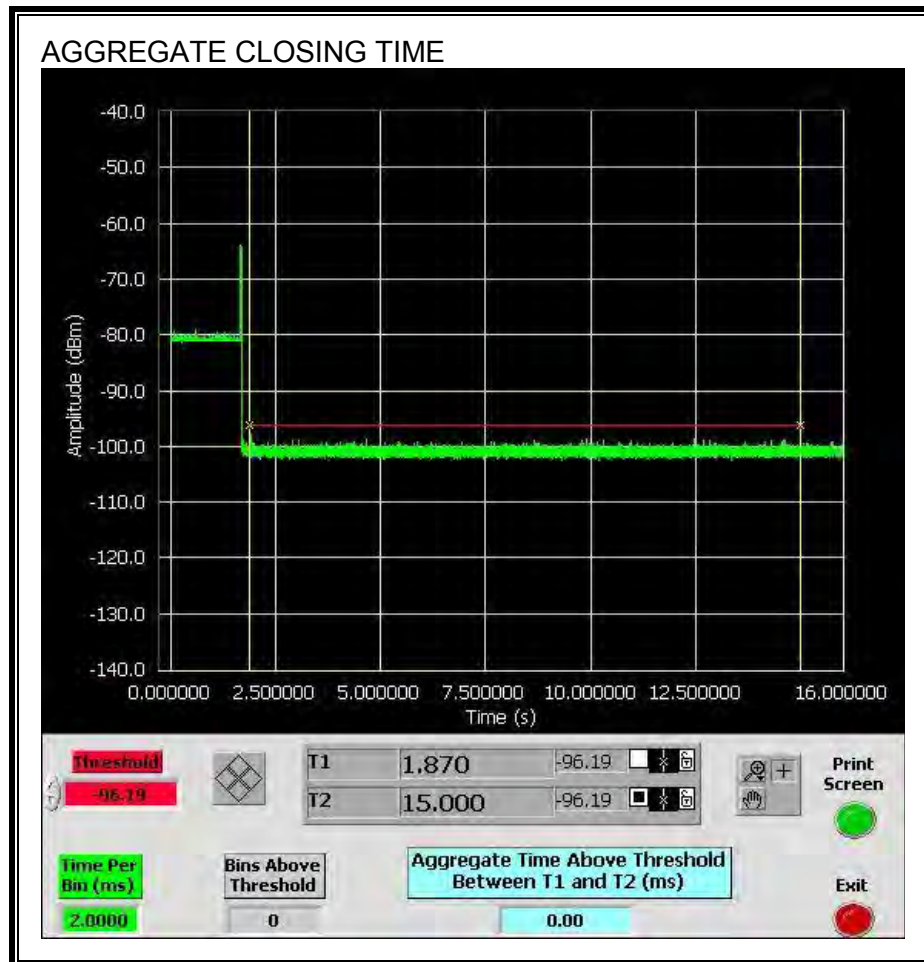 AGGREGATE CLOSING TIME
-40.0
-50.0
-60.0
-70.0
-80.0
-90.0
-100.0
-110.0
-120.0
-130.0
-140.0
Amplitude (dBm)
0.000000 2.500000 5.000000 7.500000 10.000000 12.500000 16.000000
Time (s)
Threshold
-96.19
T1 1.870 -96.19
T2 15.000 -96.19
Print
Screen
Time Per
Bin (ms)
2.0000
Bins Above
Threshold
0
Aggregate Time Above Threshold
Between T1 and T2 (ms)
0.00
Exit